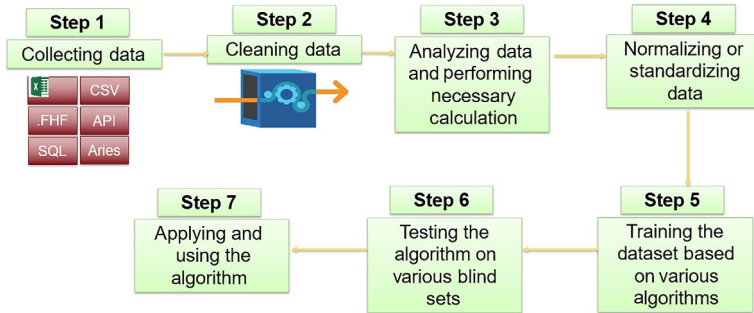 Step 1
Collecting data
CSV
.FHF
API
SQL
Aries
Step 2
Cleaning data
Step 3
Analyzing data
and performing
necessary
calculation
Step 4
Normalizing or
standardizing
data
Step 5
Training the
dataset based
on various
algorithms
Step 6
Testing the
algorithm on
various blind
sets
Step 7
Applying and
using the
algorithm